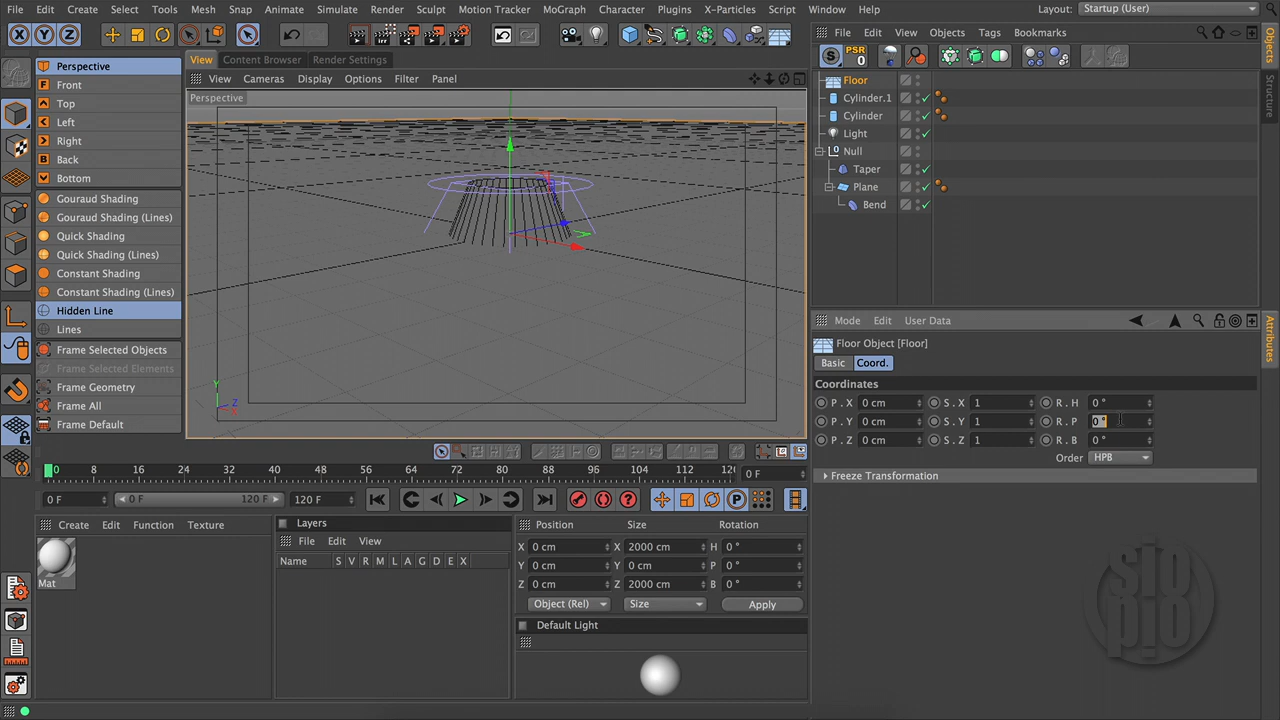 File Edit Create Select Tools Mesh Snap Animate Simulate Render Sculpt Motion Tracker MoGraph Character Plugins X-Particles Script Window Help Layout: Startup (User)
X Y Z
PSR
0
View Content Browser Render Settings
View Cameras Display Options Filter Panel
File Edit View Objects Tags Bookmarks
Perspective
Front
Top
Left
Right
Back
Bottom
Gouraud Shading
Gouraud Shading (Lines)
Quick Shading
Quick Shading (Lines)
Constant Shading
Constant Shading (Lines)
Hidden Line
Lines
Frame Selected Objects
Frame Selected Elements
Frame Geometry
Frame All
Frame Default
Perspective
Y
Z
X
Floor
Cylinder.1
Cylinder
Light
Null
Taper
Plane
Bend
Objects
Structure
Mode Edit User Data
Floor Object [Floor]
Basic Coord.
Coordinates
P . X 0 cm S . X 1 R . H 0 °
P . Y 0 cm S . Y 1 R . P 0 °
P . Z 0 cm S . Z 1 R . B 0 °
Order HPB
Freeze Transformation
Attributes
0 8 16 24 32 40 48 56 64 72 80 88 96 104 112 120 0 F
0 F 0 F 120 F 120 F
Create Edit Function Texture
Mat
Layers
File Edit View
Name S V R M L A G D E X
Position Size Rotation
X 0 cm X 2000 cm H 0 °
Y 0 cm Y 0 cm P 0 °
Z 0 cm Z 2000 cm B 0 °
Object (Rel) Size Apply
Default Light